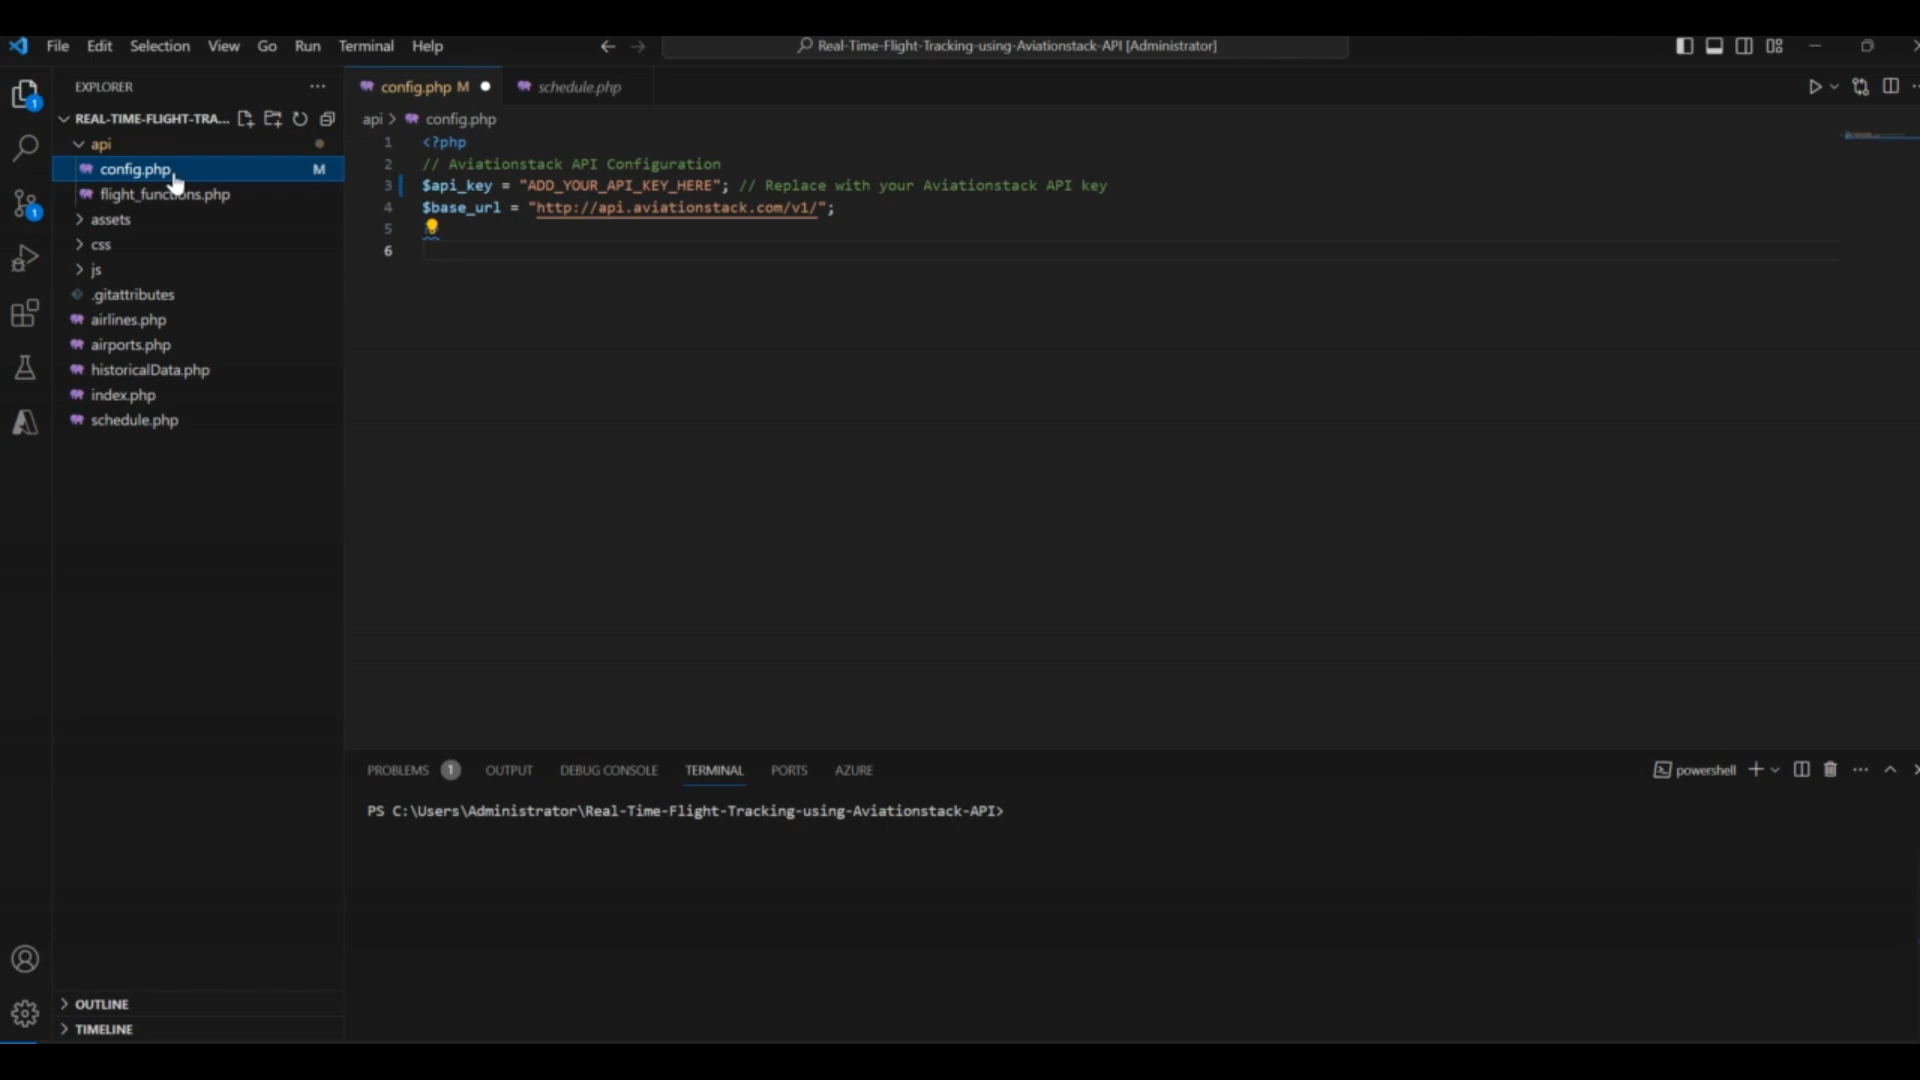 File Edit Selection View Go Run Terminal Help
Real-Time-Flight-Tracking-using-Aviationstack-API [Administrator]
EXPLORER
REAL-TIME-FLIGHT-TRA...
api
config.php M
flight_functions.php
assets
css
js
.gitattributes
airlines.php
airports.php
historicalData.php
index.php
schedule.php
OUTLINE
TIMELINE
1
1
config.php M
schedule.php
api > config.php
1 <?php
2 // Aviationstack API Configuration
3 $api_key = "ADD_YOUR_API_KEY_HERE"; // Replace with your Aviationstack API key
4 $base_url = "http://api.aviationstack.com/v1/";
5
6
PROBLEMS 1 OUTPUT DEBUG CONSOLE TERMINAL PORTS AZURE
powershell
PS C:\Users\Administrator\Real-Time-Flight-Tracking-using-Aviationstack-API>